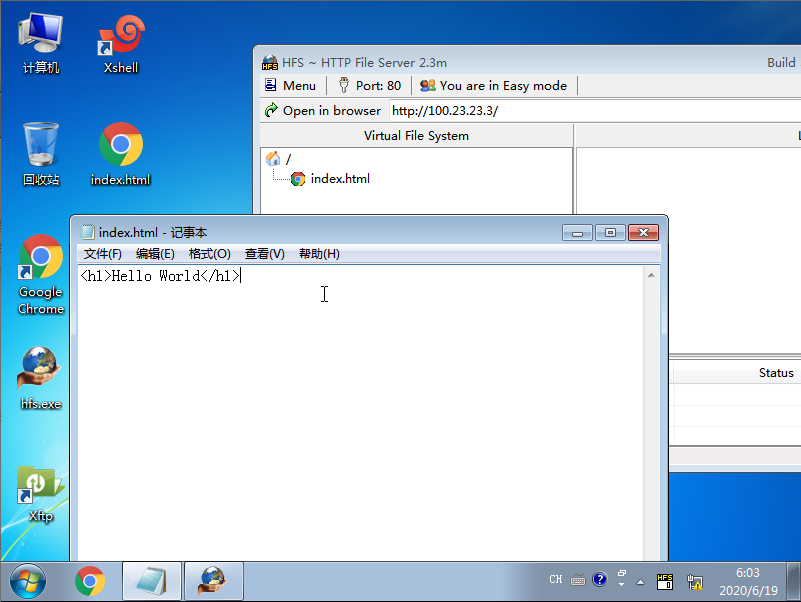 计算机
Xshell
回收站
index.html
Google
Chrome
hfs.exe
Xftp
HFS ~ HTTP File Server 2.3m
Build
Menu
Port: 80
You are in Easy mode
Open in browser
http://100.23.23.3/
Virtual File System
L
/
index.html
Status
index.html - 记事本
文件(F) 编辑(E) 格式(O) 查看(V) 帮助(H)
<h1>Hello World</h1>
CH
HFS
0
6:03
2020/6/19